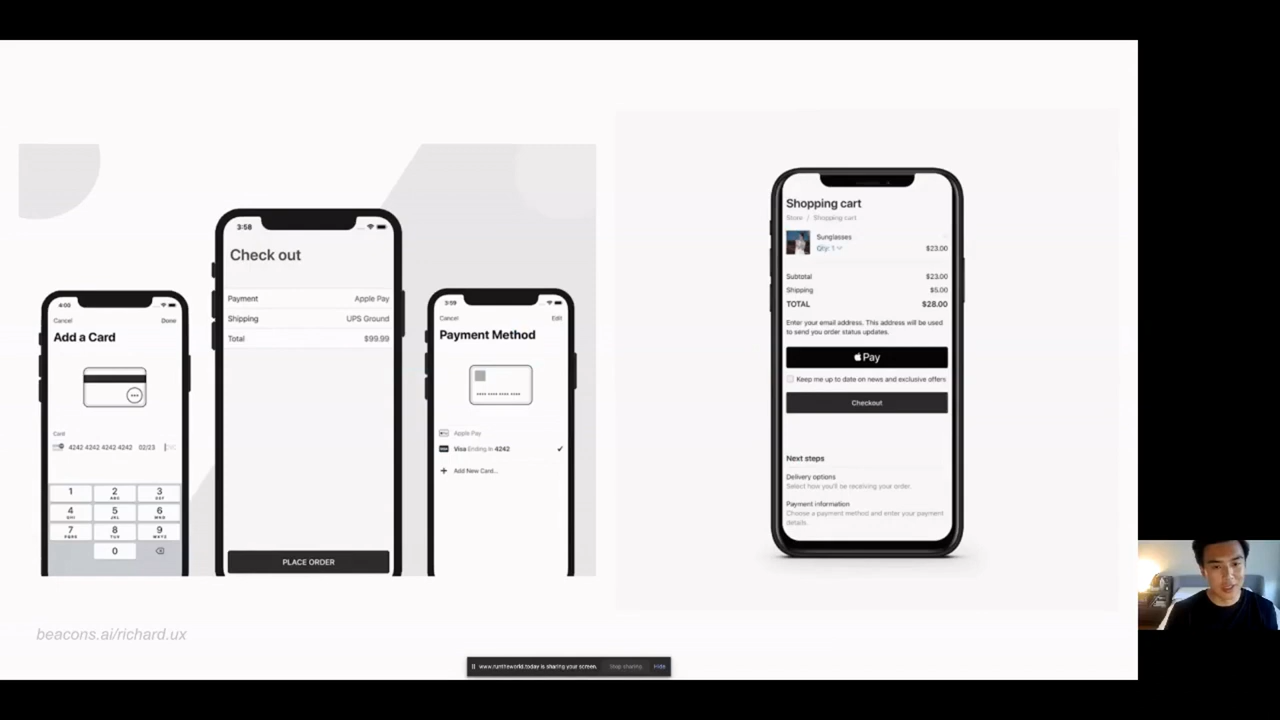 4:00
Cancel Done
Add a Card
Card
4242 4242 4242 4242 02/23
1 2 3
ABC DEF
4 5 6
GHI JKL MNO
7 8 9
PQRS TUV WXYZ
0
3:58
Check out
Payment Apple Pay
Shipping UPS Ground
Total $99.99
PLACE ORDER
3:59
Cancel Edit
Payment Method
Apple Pay
Visa Ending In 4242
Add New Card...
Shopping cart
Store / Shopping cart
Sunglasses
Qty: 1 $23.00
Subtotal $23.00
Shipping $5.00
TOTAL $28.00
Enter your email address. This address will be used
to send you order status updates.
Pay
Keep me up to date on news and exclusive offers
Checkout
Next steps
Delivery options
Select how you'll be receiving your order.
Payment information
Choose a payment method and enter your payment
details.
beacons.ai/richard.ux
www.runtheworld.today is sharing your screen. Stop sharing Hide